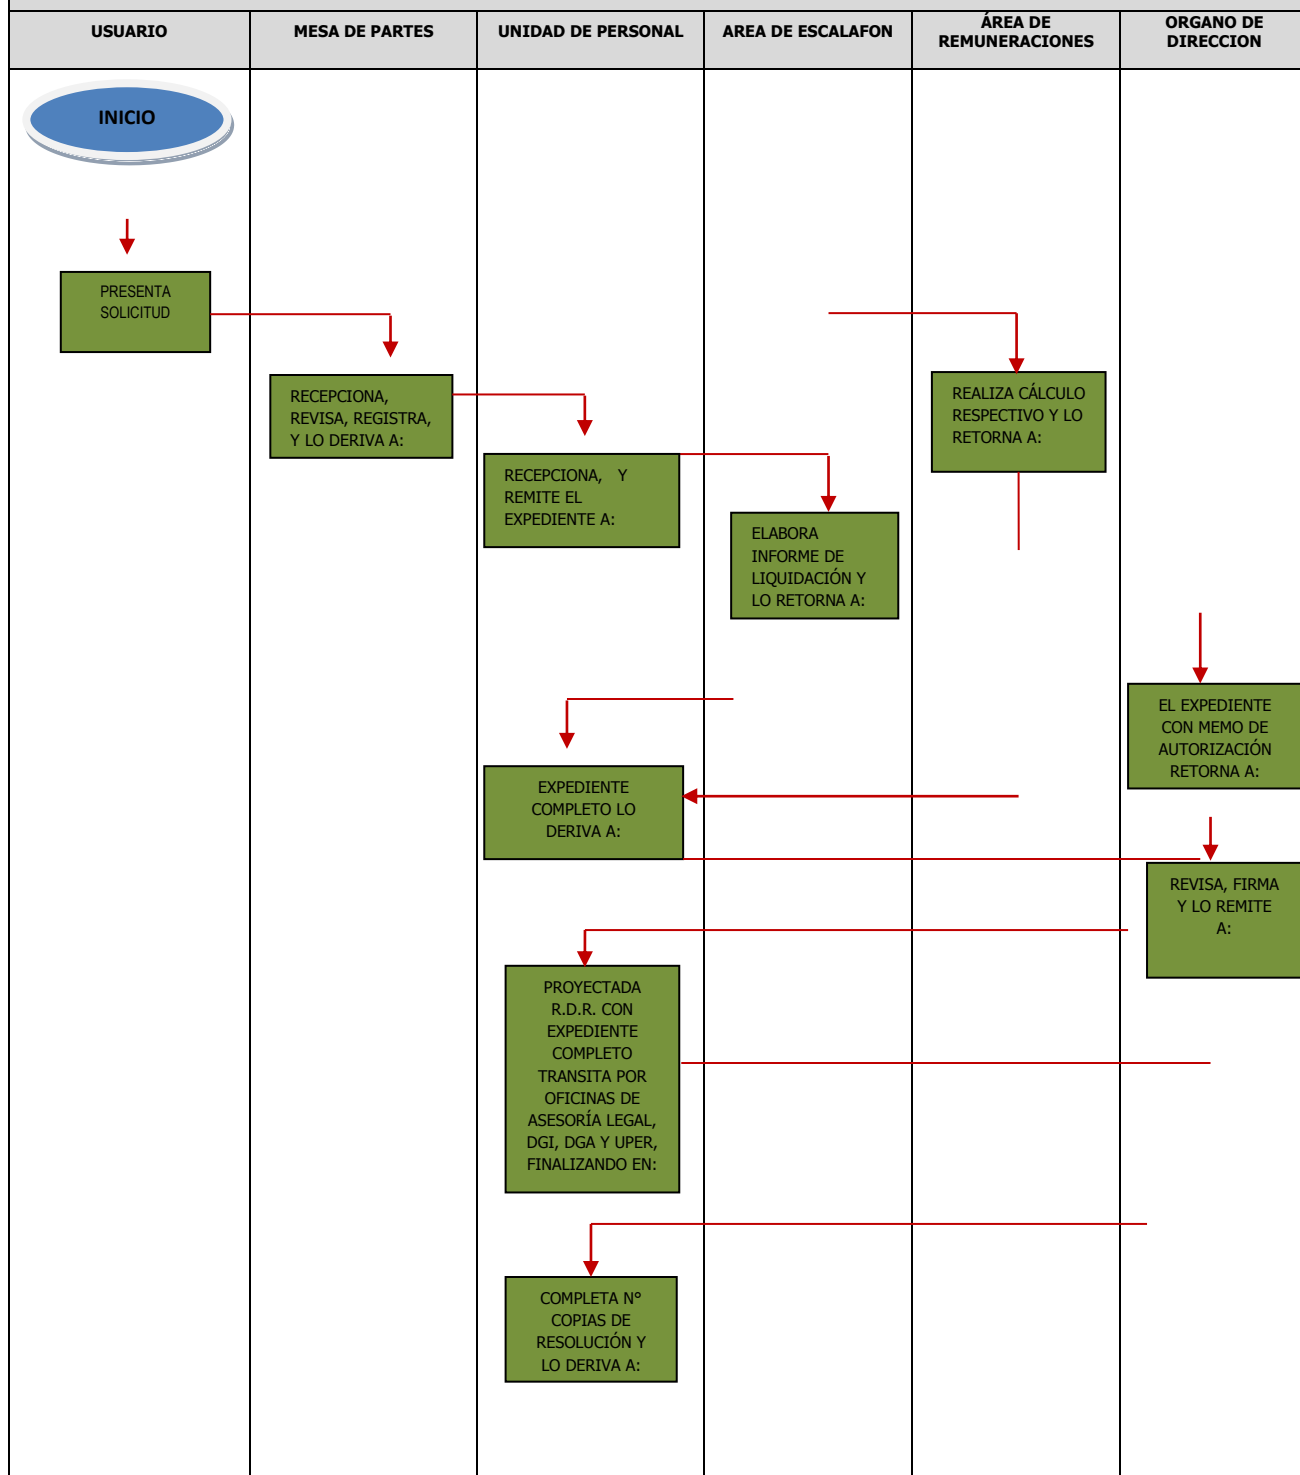 USUARIO
MESA DE PARTES
UNIDAD DE PERSONAL
AREA DE ESCALAFON
ÁREA DE
REMUNERACIONES
ORGANO DE
DIRECCION
INICIO
PRESENTA
SOLICITUD
RECEPCIONA,
REVISA, REGISTRA,
Y LO DERIVA A:
REALIZA CÁLCULO
RESPECTIVO Y LO
RETORNA A:
RECEPCIONA, Y
REMITE EL
EXPEDIENTE A:
ELABORA
INFORME DE
LIQUIDACIÓN Y
LO RETORNA A:
EL EXPEDIENTE
CON MEMO DE
AUTORIZACIÓN
RETORNA A:
EXPEDIENTE
COMPLETO LO
DERIVA A:
REVISA, FIRMA
Y LO REMITE
A:
PROYECTADA
R.D.R. CON
EXPEDIENTE
COMPLETO
TRANSITA POR
OFICINAS DE
ASESORÍA LEGAL,
DGI, DGA Y UPER,
FINALIZANDO EN:
COMPLETA N°
COPIAS DE
RESOLUCIÓN Y
LO DERIVA A: